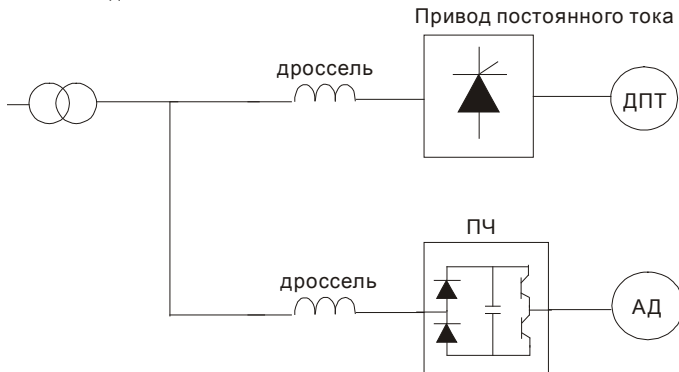 Привод постоянного тока
дроссель
ДПТ
ПЧ
дроссель
АД